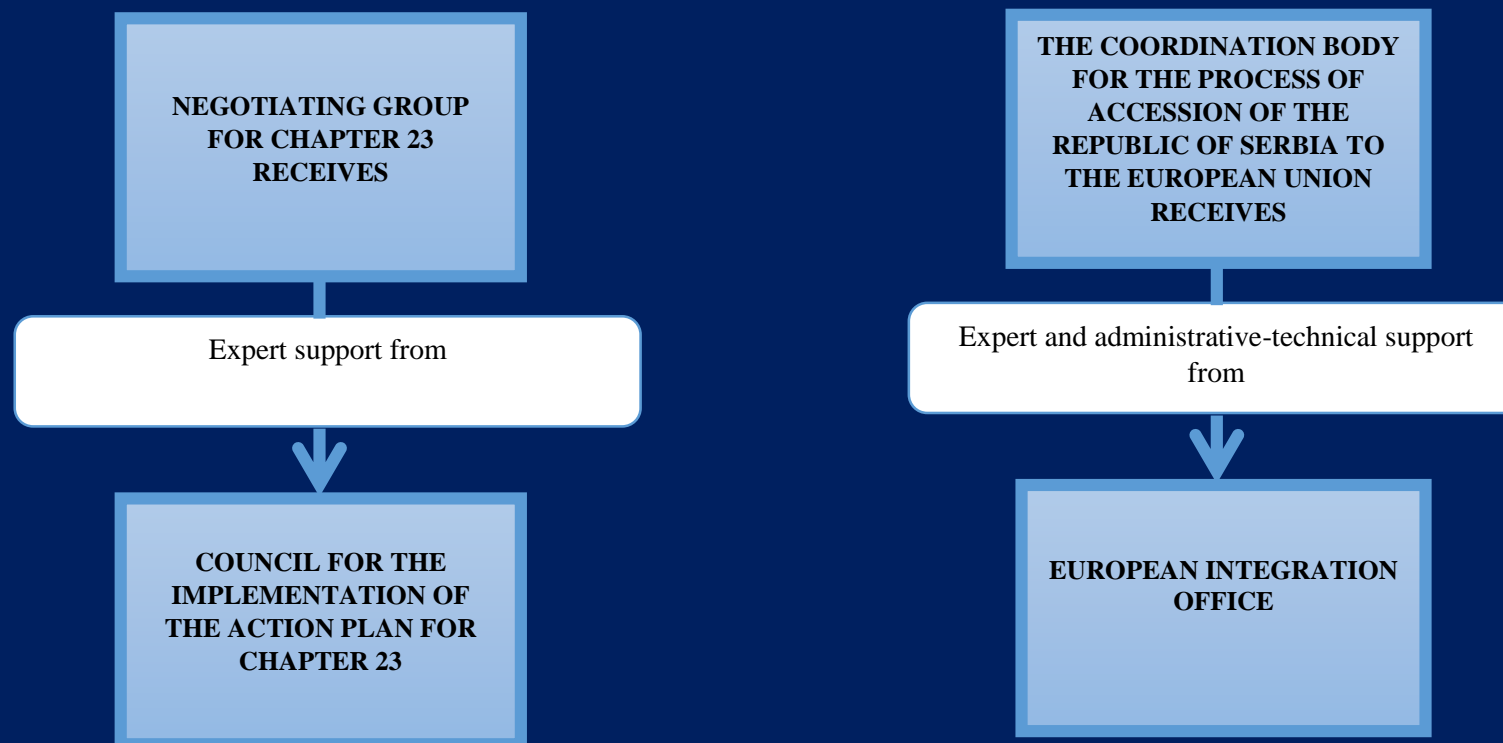 NEGOTIATING GROUP
FOR CHAPTER 23
RECEIVES
Expert support from
COUNCIL FOR THE
IMPLEMENTATION OF
THE ACTION PLAN FOR
CHAPTER 23
THE COORDINATION BODY
FOR THE PROCESS OF
ACCESSION OF THE
REPUBLIC OF SERBIA TO
THE EUROPEAN UNION
RECEIVES
Expert and administrative-technical support
from
EUROPEAN INTEGRATION
OFFICE